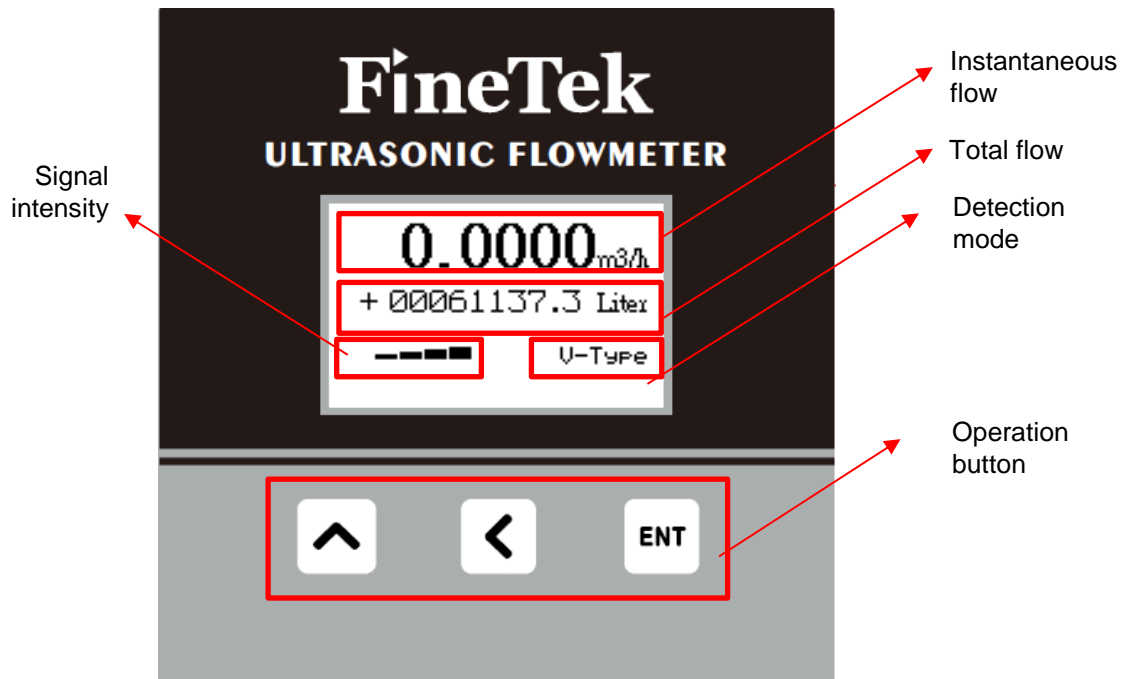 FineTek
ULTRASONIC FLOWMETER
Instantaneous
flow
Total flow
Detection
mode
Signal
intensity
0.0000m3/h
+00061137.3 Liter
V-Type
Operation
button
ENT